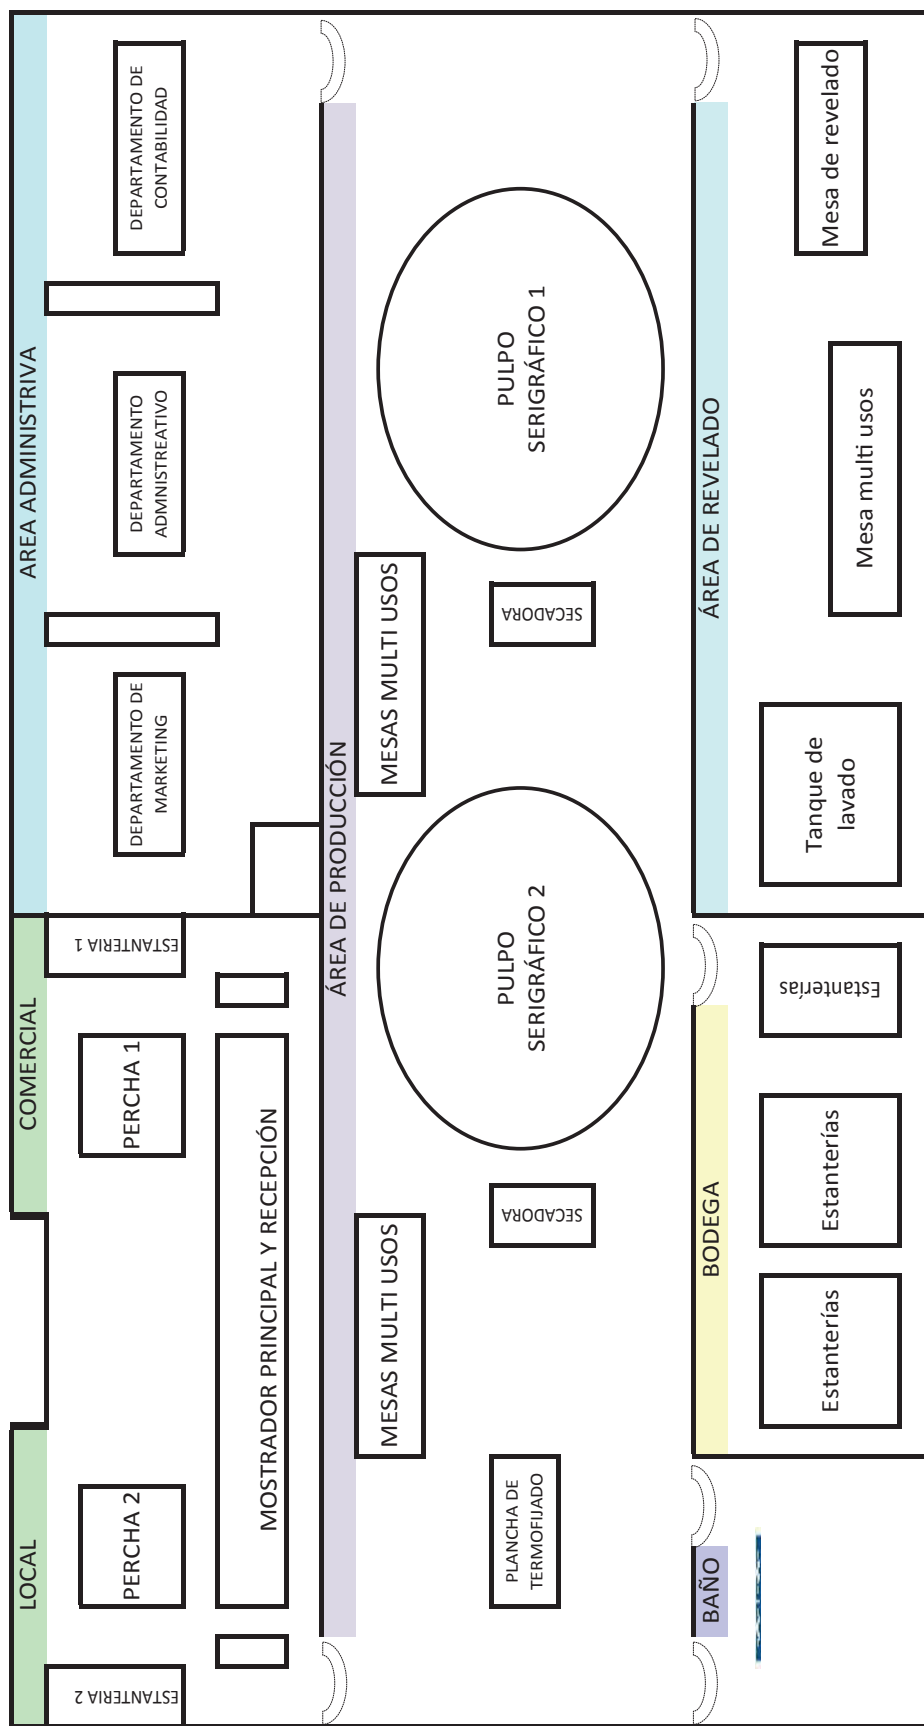 LOCAL
COMERCIAL
AREA ADMINISTRIVA
ESTANTERIA 2
PERCHA 2
PERCHA 1
ESTANTERIA 1
DEPARTAMENTO DE
MARKETING
DEPARTAMENTO
ADMNISTREATIVO
DEPARTAMENTO DE
CONTABILIDAD
MOSTRADOR PRINCIPAL Y RECEPCIÓN
ÁREA DE PRODUCCIÓN
MESAS MULTI USOS
MESAS MULTI USOS
PLANCHA DE
TERMOFIJADO
SECADORA
PULPO
SERIGRÁFICO 2
SECADORA
PULPO
SERIGRÁFICO 1
BAÑO
BODEGA
ÁREA DE REVELADO
Estanterías
Estanterías
Estanterías
Tanque de
lavado
Mesa multi usos
Mesa de revelado